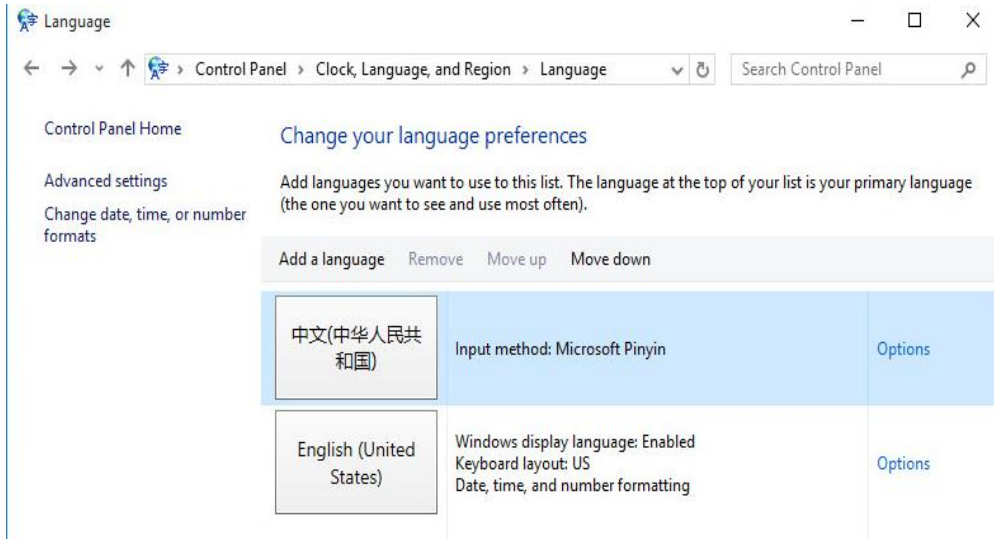 Language
Control Panel > Clock, Language, and Region > Language
Search Control Panel
Control Panel Home
Advanced settings
Change date, time, or number
formats
Change your language preferences
Add languages you want to use to this list. The language at the top of your list is your primary language
(the one you want to see and use most often).
Add a language Remove Move up Move down
中文(中华人民共
和国)
Input method: Microsoft Pinyin
Options
English (United
States)
Windows display language: Enabled
Keyboard layout: US
Date, time, and number formatting
Options